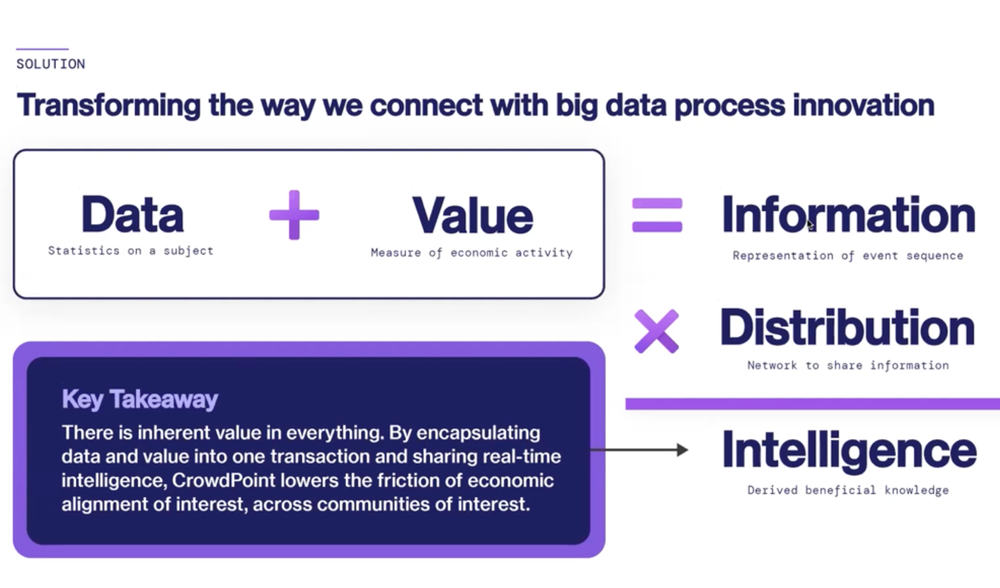 SOLUTION
Transforming the way we connect with big data process innovation
Data + Value = Information
Statistics on a subject
Measure of economic activity
Representation of event sequence
× Distribution
Network to share information
Key Takeaway
There is inherent value in everything. By encapsulating
data and value into one transaction and sharing real-time
intelligence, CrowdPoint lowers the friction of economic
alignment of interest, across communities of interest.
Intelligence
Derived beneficial knowledge